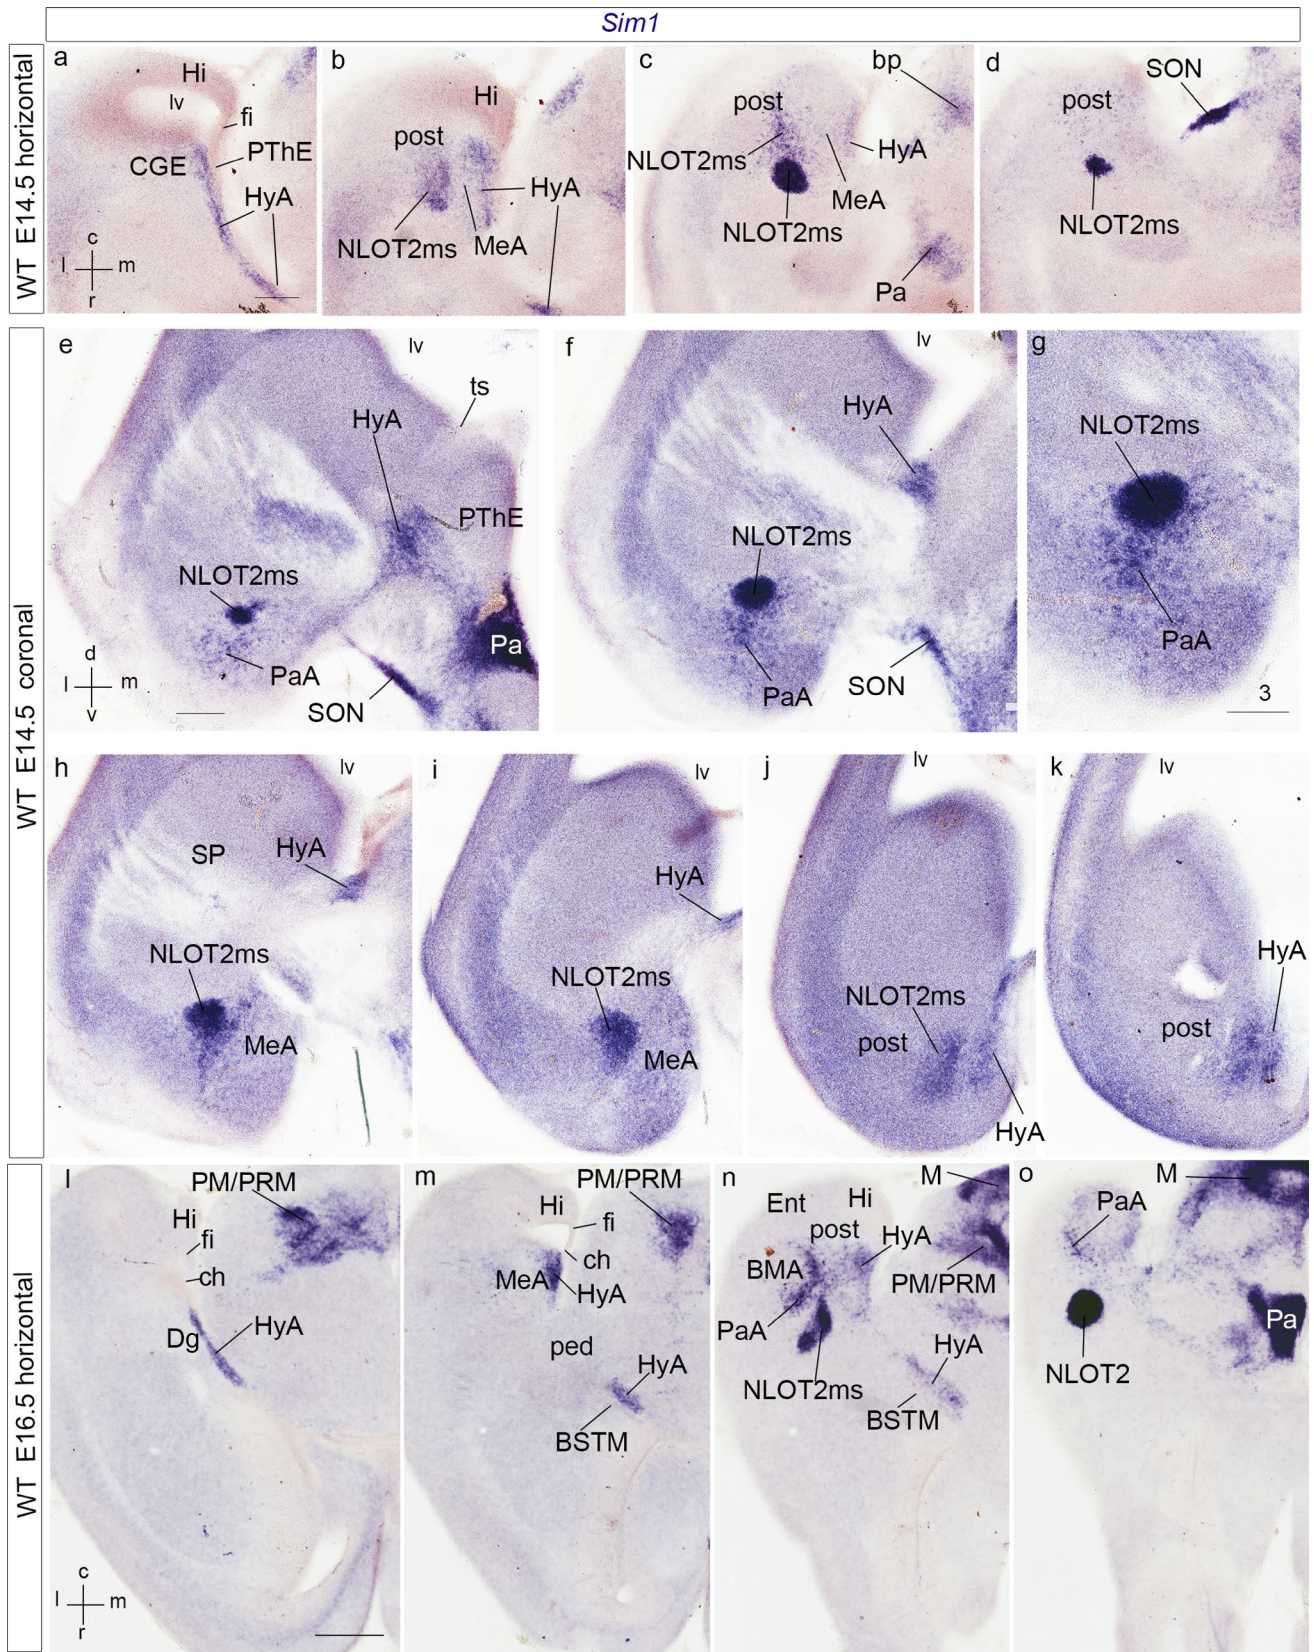 Sim1
WT E14.5 horizontal
a
Hi
lv
fi
CGE
PThE
HyA
c
l m
r
b
Hi
post
HyA
NLOT2ms
MeA
c
bp
post
NLOT2ms
HyA
MeA
NLOT2ms
Pa
d
SON
post
NLOT2ms
WT E14.5 coronal
e
lv
ts
HyA
PThE
NLOT2ms
Pa
PaA
SON
d
l m
v
f
lv
HyA
NLOT2ms
PaA
SON
g
NLOT2ms
PaA
3
h
lv
SP
HyA
NLOT2ms
MeA
i
lv
HyA
NLOT2ms
MeA
j
lv
NLOT2ms
post
HyA
k
lv
HyA
post
WT E16.5 horizontal
l
PM/PRM
Hi
fi
ch
Dg
HyA
c
l m
r
m
PM/PRM
Hi
fi
ch
MeA
HyA
ped
HyA
BSTM
n
M
Ent
Hi
post
HyA
BMA
PM/PRM
PaA
HyA
NLOT2ms
BSTM
o
M
PaA
Pa
NLOT2